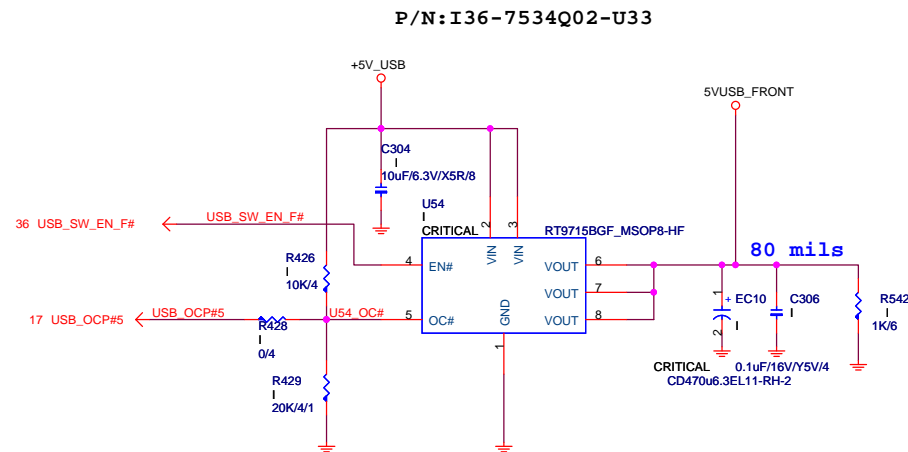 P/N:I36-7534Q02-U33
+5V_USB
5VUSB_FRONT
C304
I
10uF/6.3V/X5R/8
U54
I
CRITICAL
RT9715BGF_MSOP8-HF
36 USB_SW_EN_F#
USB_SW_EN_F#
2
3
VIN
VIN
4
EN#
VOUT
6
80 mils
R426
I
10K/4
VOUT
7
17 USB_OCP#5
USB_OCP#5
U54_OC#
5
OC#
GND
VOUT
8
1
R428
I
0/4
R429
I
20K/4/1
1
+
EC10
I
2
C306
I
R542
I
1K/6
CRITICAL
0.1uF/16V/Y5V/4
CD470u6.3EL11-RH-2